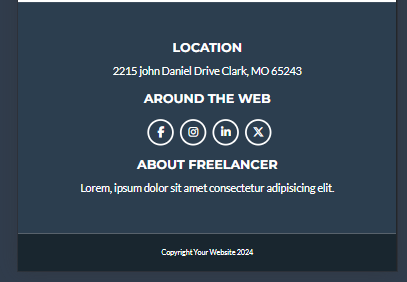 LOCATION
2215 john Daniel Drive Clark, MO 65243
AROUND THE WEB
ABOUT FREELANCER
Lorem, ipsum dolor sit amet consectetur adipisicing elit.
Copyright Your Website 2024